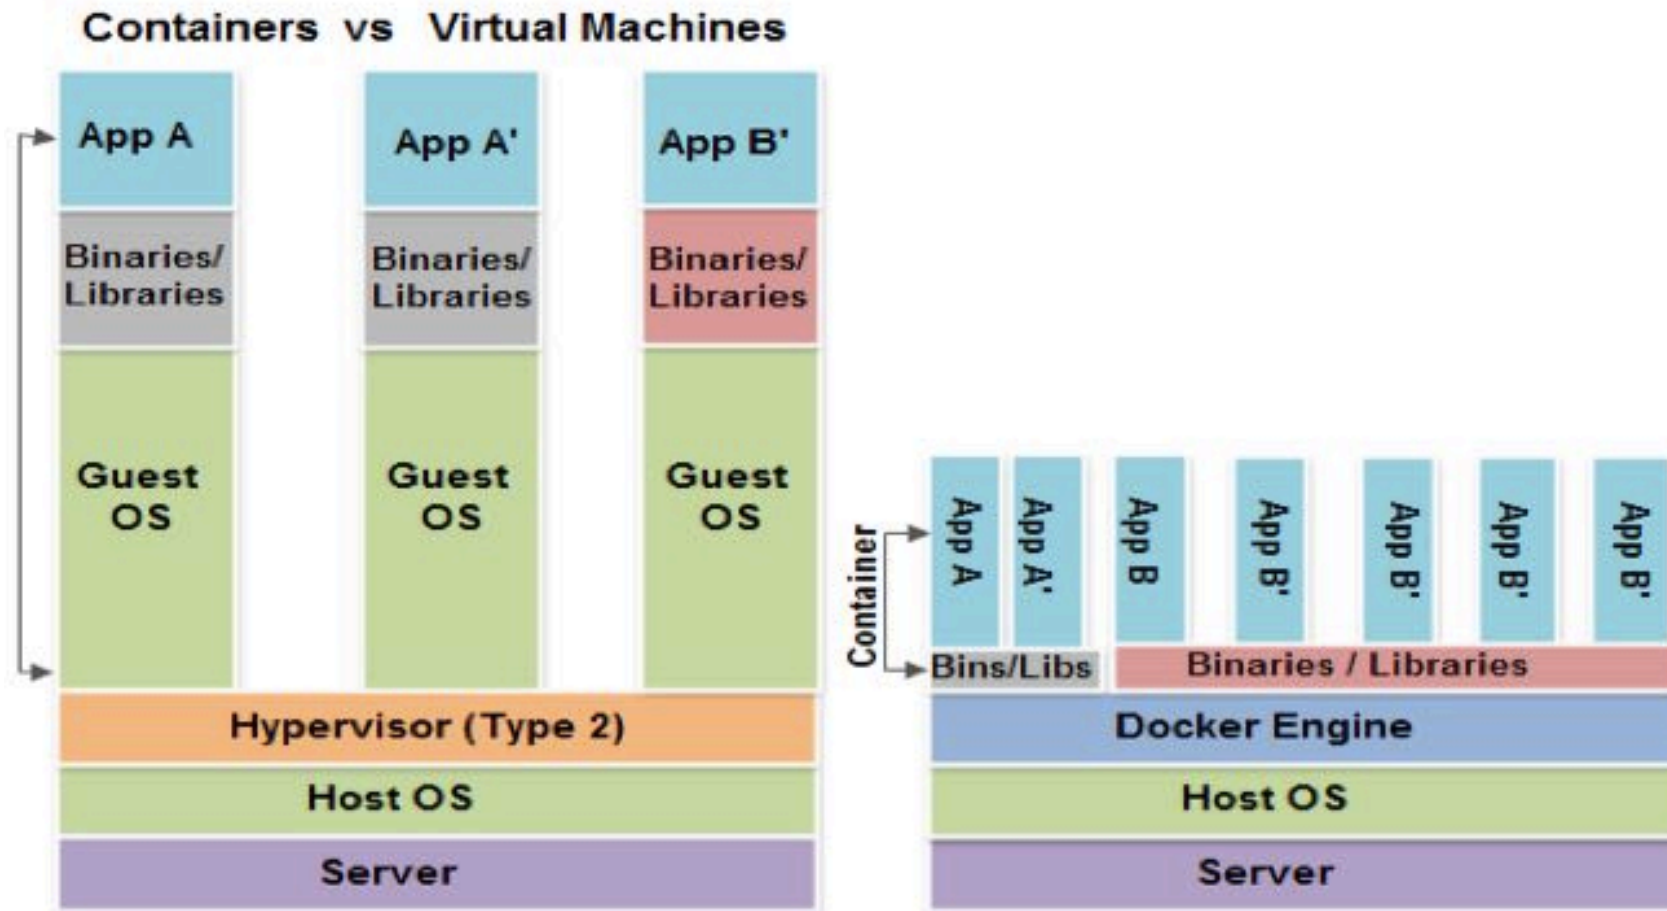 Containers vs Virtual Machines
App A
App A'
App B'
Binaries/
Libraries
Binaries/
Libraries
Binaries/
Libraries
Guest
OS
Guest
OS
Guest
OS
Hypervisor (Type 2)
Host OS
Server
Container
App A
App A'
App B
App B'
App B'
App B'
App B'
Bins/Libs
Binaries / Libraries
Docker Engine
Host OS
Server